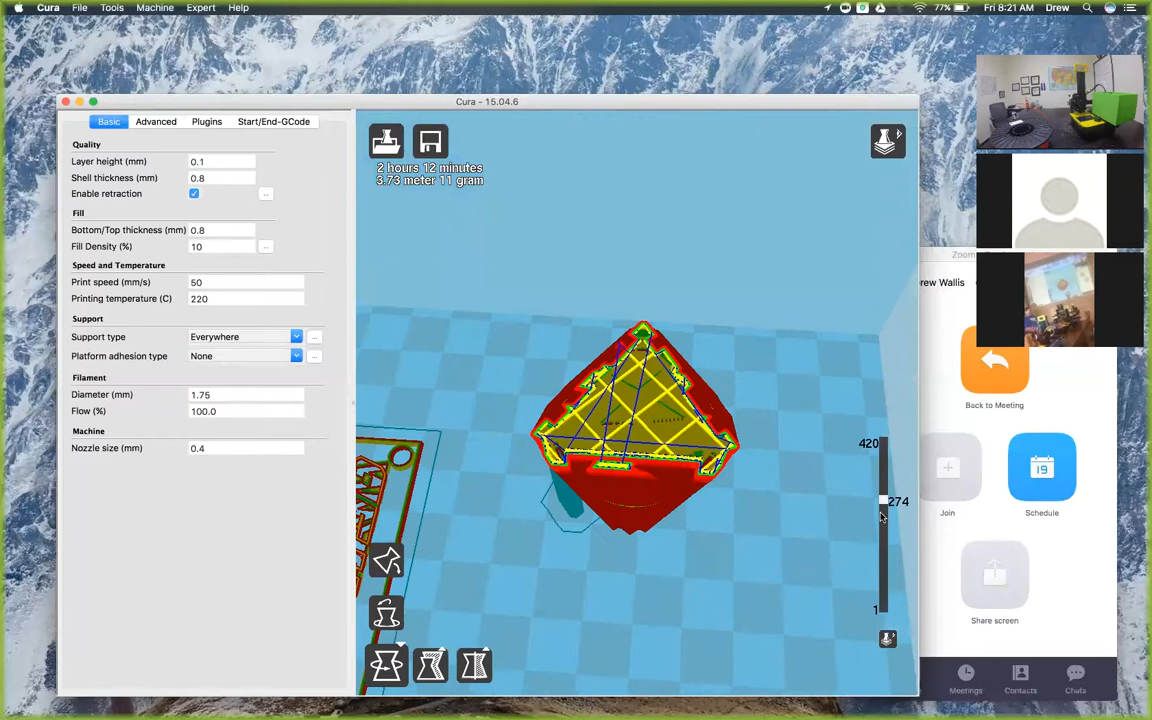 Cura File Tools Machine Expert Help
77% Fri 8:21 AM Drew
Cura - 15.04.6
Basic Advanced Plugins Start/End-GCode
Quality
Layer height (mm) 0.1
Shell thickness (mm) 0.8
Enable retraction ...
Fill
Bottom/Top thickness (mm) 0.8
Fill Density (%) 10 ...
Speed and Temperature
Print speed (mm/s) 50
Printing temperature (C) 220
Support
Support type Everywhere ...
Platform adhesion type None ...
Filament
Diameter (mm) 1.75
Flow (%) 100.0
Machine
Nozzle size (mm) 0.4
2 hours 12 minutes
3.73 meter 11 gram
420
274
1
Zoom
rew Wallis
Back to Meeting
Join
19
Schedule
Share screen
Meetings Contacts Chats